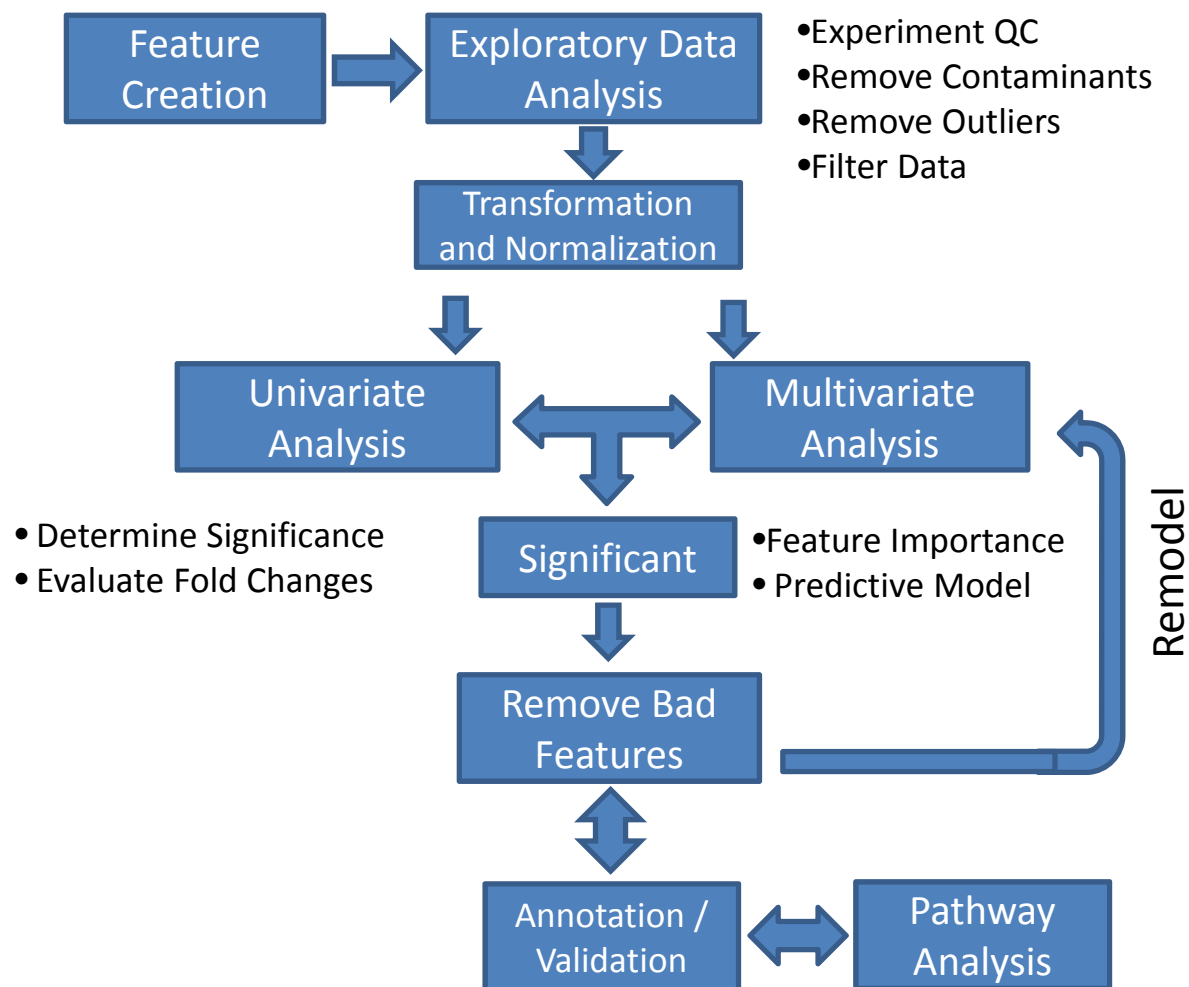 Feature
Creation
Exploratory Data
Analysis
•Experiment QC
•Remove Contaminants
•Remove Outliers
•Filter Data
Transformation
and Normalization
Univariate
Analysis
Multivariate
Analysis
• Determine Significance
• Evaluate Fold Changes
Significant
•Feature Importance
• Predictive Model
Remodel
Remove Bad
Features
Annotation /
Validation
Pathway
Analysis